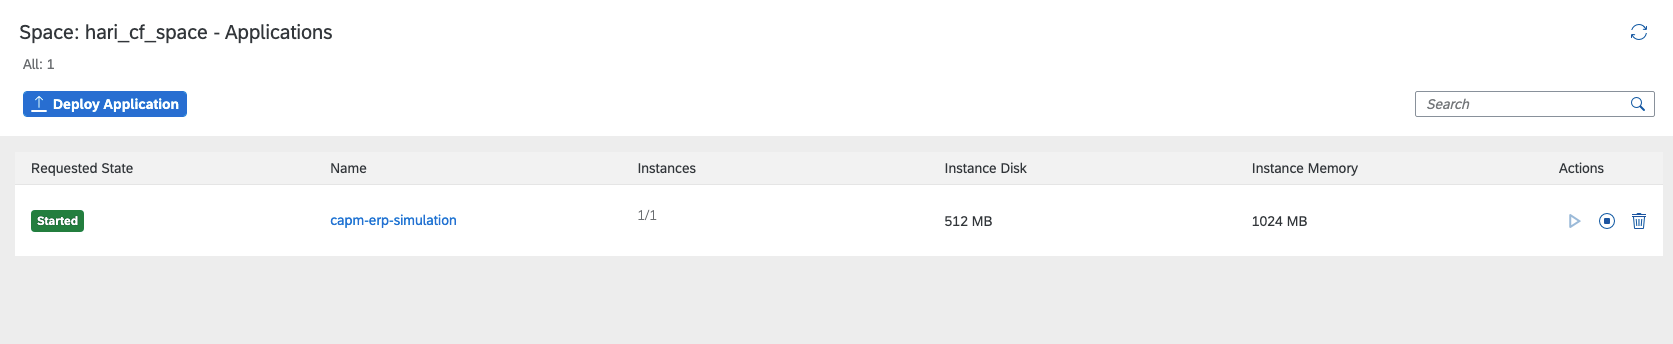 Space: hari_cf_space - Applications
All: 1
Deploy Application
Search
Requested State Name Instances Instance Disk Instance Memory Actions
Started capm-erp-simulation 1/1 512 MB 1024 MB